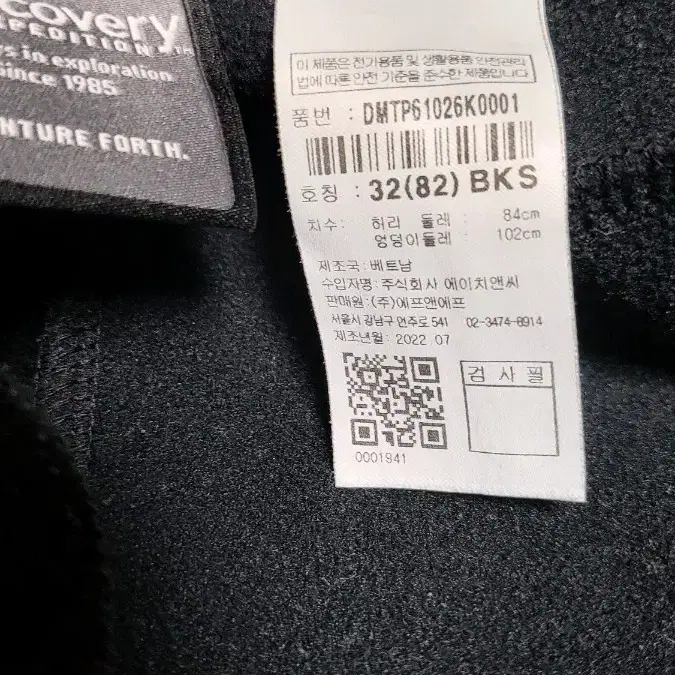 covery
EXPEDITION™
in exploration
since 1985
NTURE FORTH.
이 제품은 전기용품 및 생활용품 안전관리
법에 따른 안전 기준을 준수한 제품입니다
품번 : DMTP61026K0001
호칭 : 32(82) BKS
치수 : 허리 둘레 : 84cm
엉덩이둘레 : 102cm
제조국 : 베트남
수입자명 : 주식회사 에이치앤씨
판매원 : (주)에프앤에프
서울시 강남구 언주로 541 02-3474-8914
제조년월 : 2022. 07
검 사 필
0001941